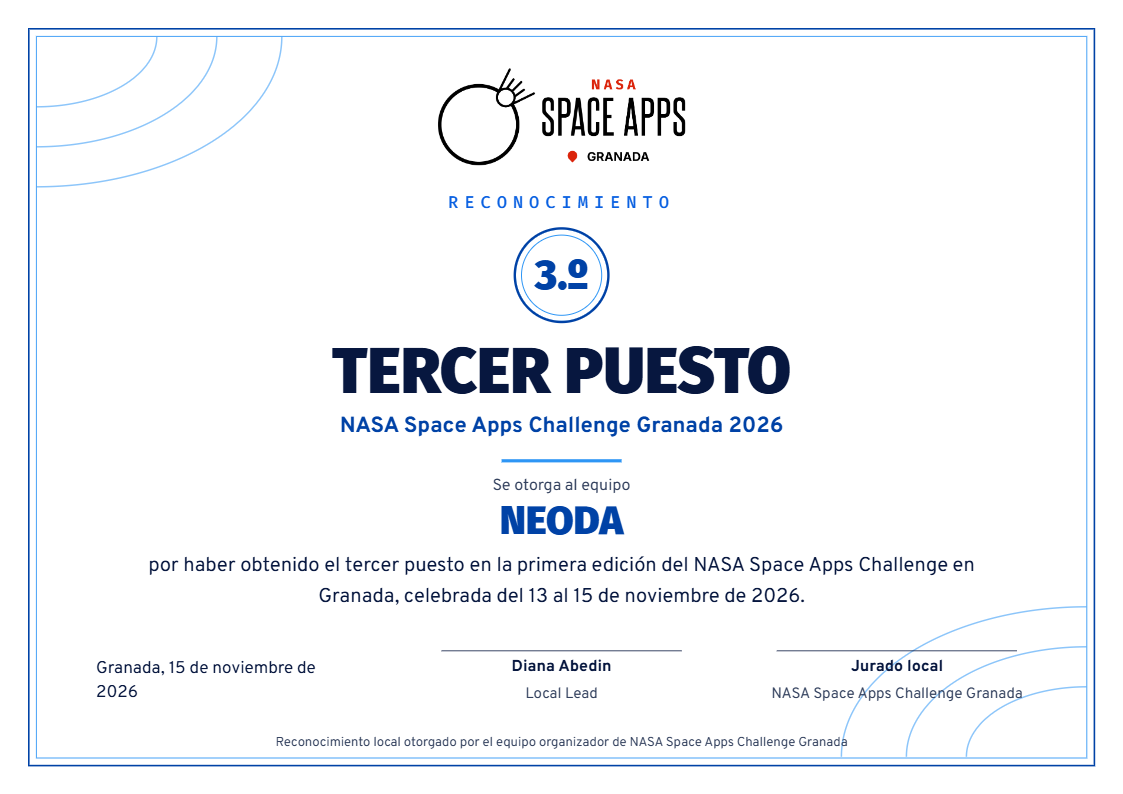 NASA
SPACE APPS
GRANADA
RECONOCIMIENTO
3.º
TERCER PUESTO
NASA Space Apps Challenge Granada 2026
Se otorga al equipo
NEODA
por haber obtenido el tercer puesto en la primera edición del NASA Space Apps Challenge en
Granada, celebrada del 13 al 15 de noviembre de 2026.
Granada, 15 de noviembre de
2026
Diana Abedin
Local Lead
Jurado local
NASA Space Apps Challenge Granada
Reconocimiento local otorgado por el equipo organizador de NASA Space Apps Challenge Granada